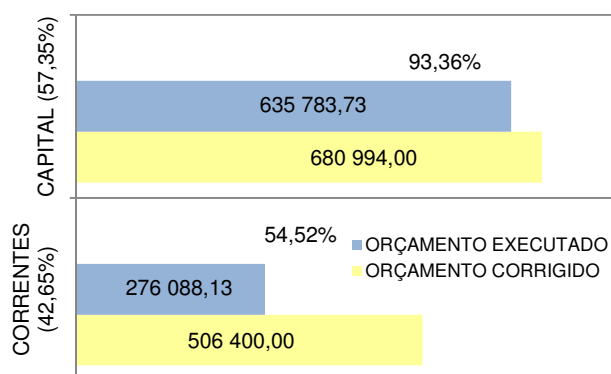 CAPITAL (57,35%)
93,36%
635 783,73
680 994,00
CORRENTES
(42,65%)
54,52%
276 088,13
506 400,00
ORÇAMENTO EXECUTADO
ORÇAMENTO CORRIGIDO